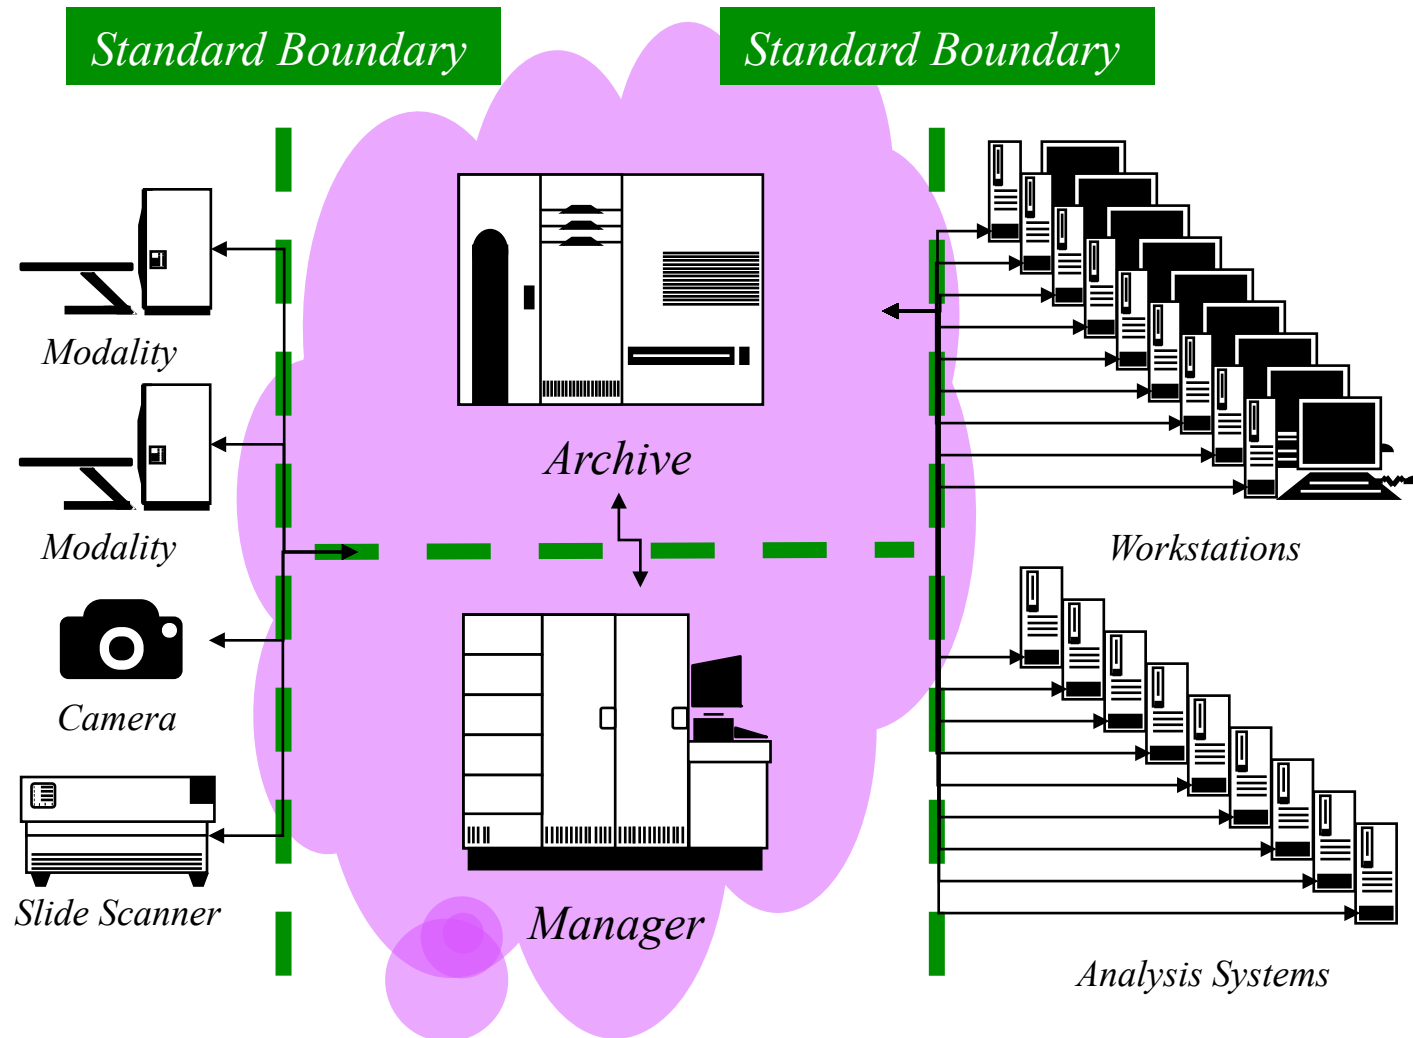 Standard Boundary
Standard Boundary
Modality
Modality
Camera
Slide Scanner
Archive
Manager
Workstations
Analysis Systems